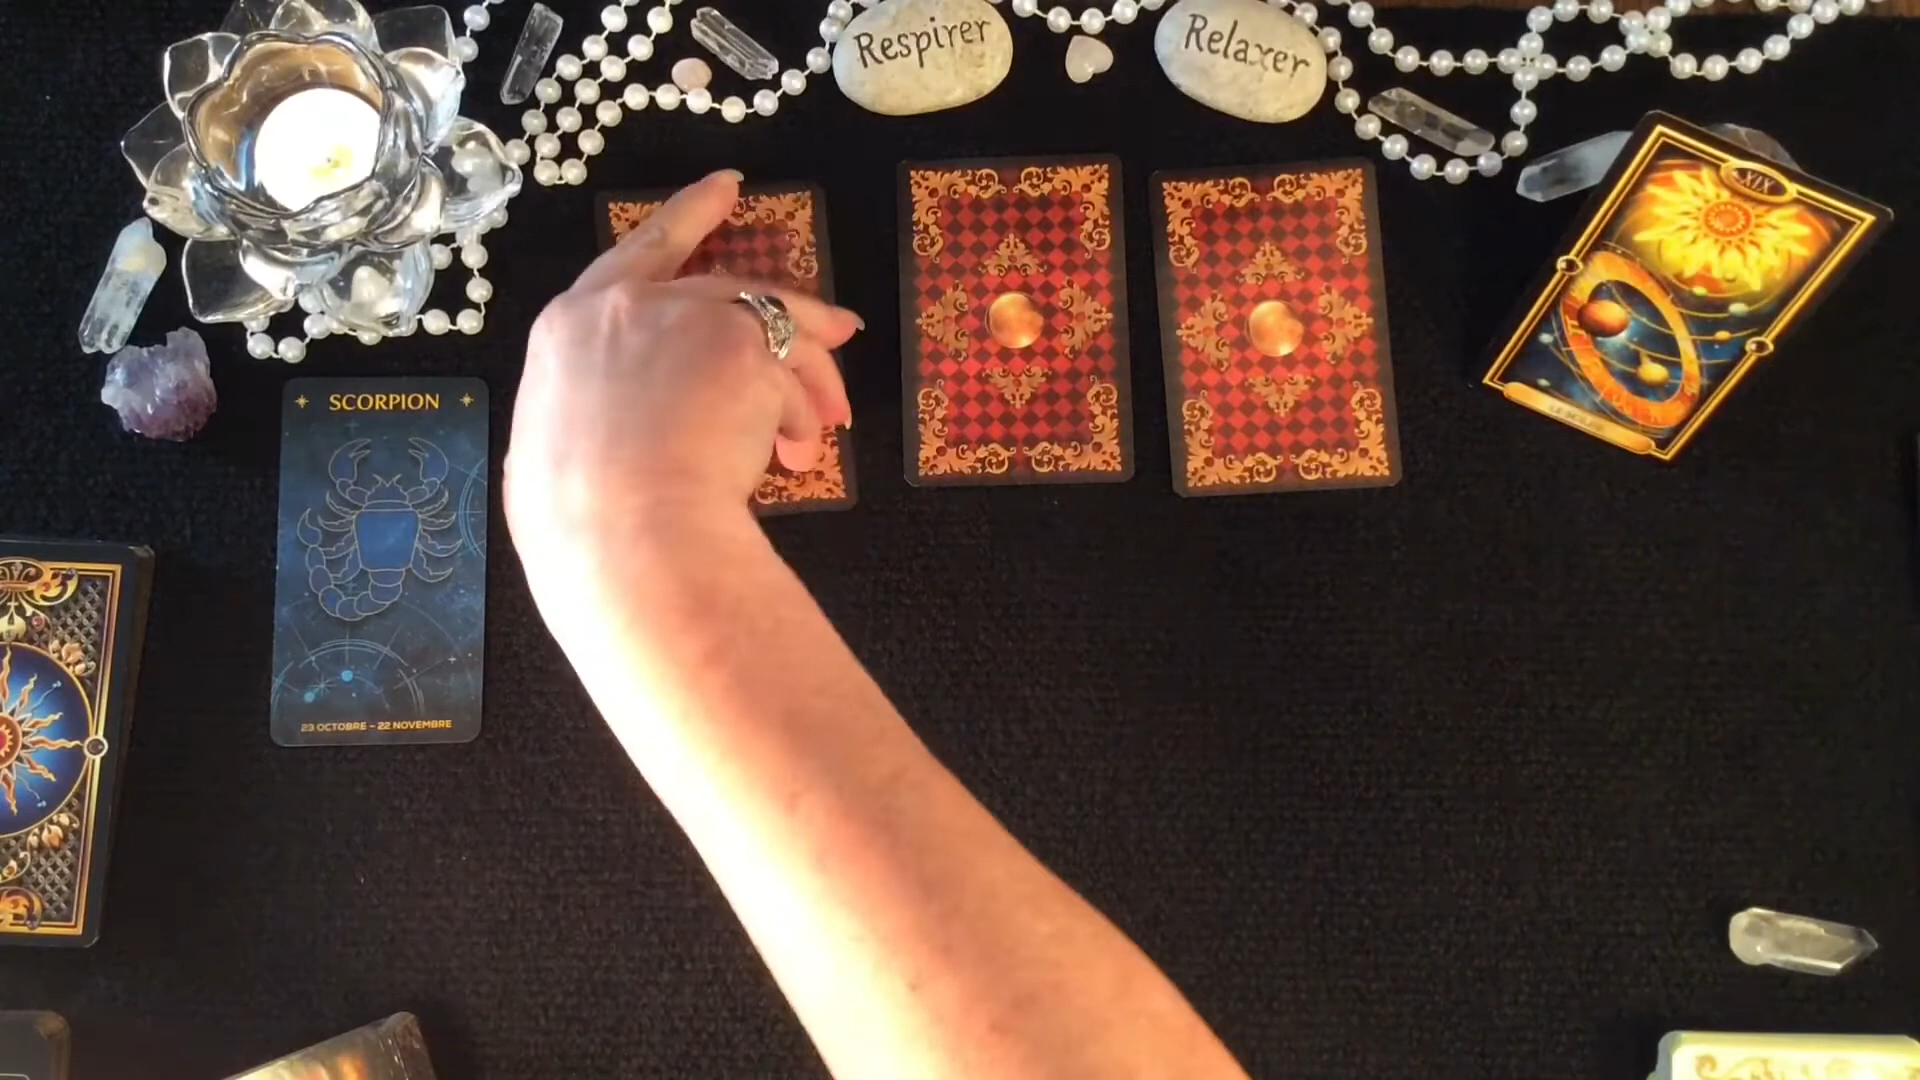 Respirer
Relaxer
XIX
SCORPION
23 OCTOBRE – 22 NOVEMBRE